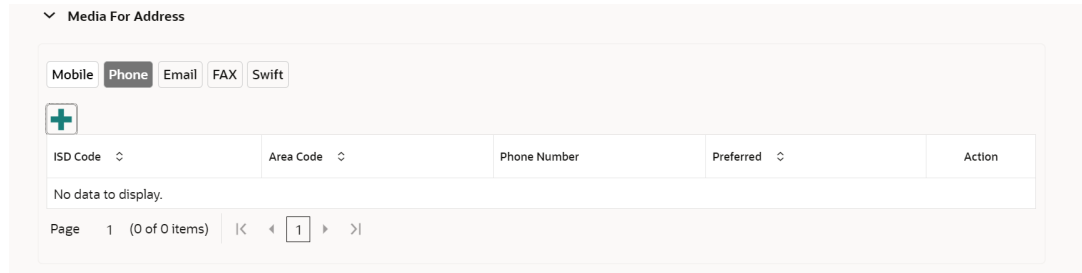 Media For Address
Mobile Phone Email FAX Swift
ISD Code Area Code Phone Number Preferred Action
No data to display.
Page 1 (0 of 0 items) 1